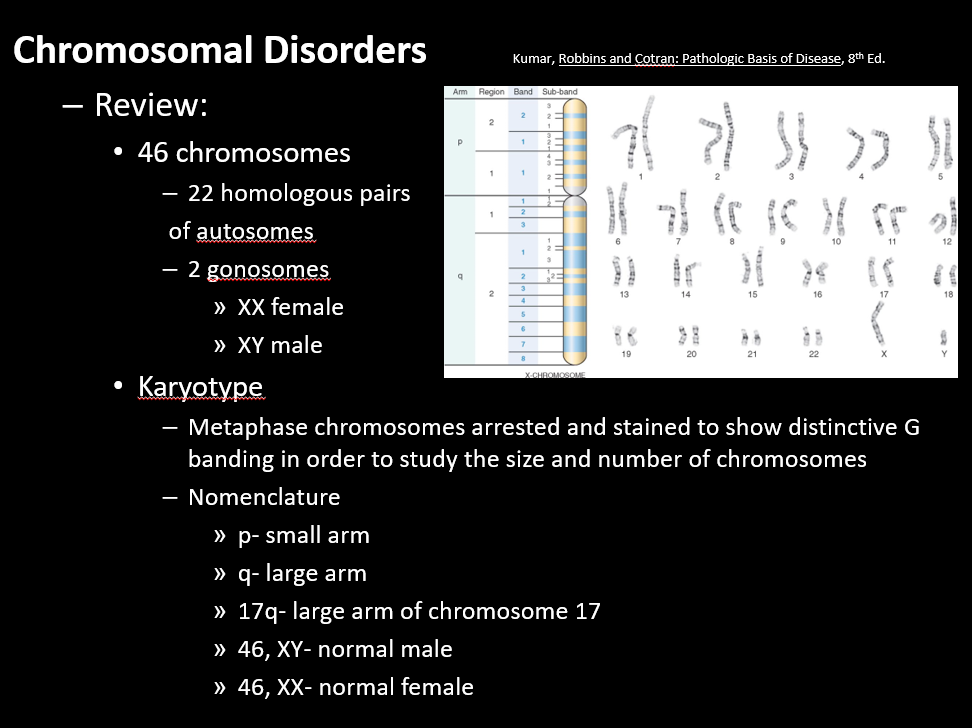 Chromosomal Disorders
Kumar, Robbins and Cotran: Pathologic Basis of Disease, 8th Ed.
– Review:
• 46 chromosomes
– 22 homologous pairs
of autosomes
– 2 gonosomes
» XX female
» XY male
Arm Region Band Sub-band
p
2
1
2
1
3
2
1
3
2
1
4
3
2
1
q
1
2
1
2
3
1
2
3
4
5
6
7
8
1
2
1
2
3
1
2
3
X-CHROMOSOME
1 2 3 4 5
6 7 8 9 10 11 12
13 14 15 16 17 18
19 20 21 22 X Y
• Karyotype
– Metaphase chromosomes arrested and stained to show distinctive G
banding in order to study the size and number of chromosomes
– Nomenclature
» p- small arm
» q- large arm
» 17q- large arm of chromosome 17
» 46, XY- normal male
» 46, XX- normal female